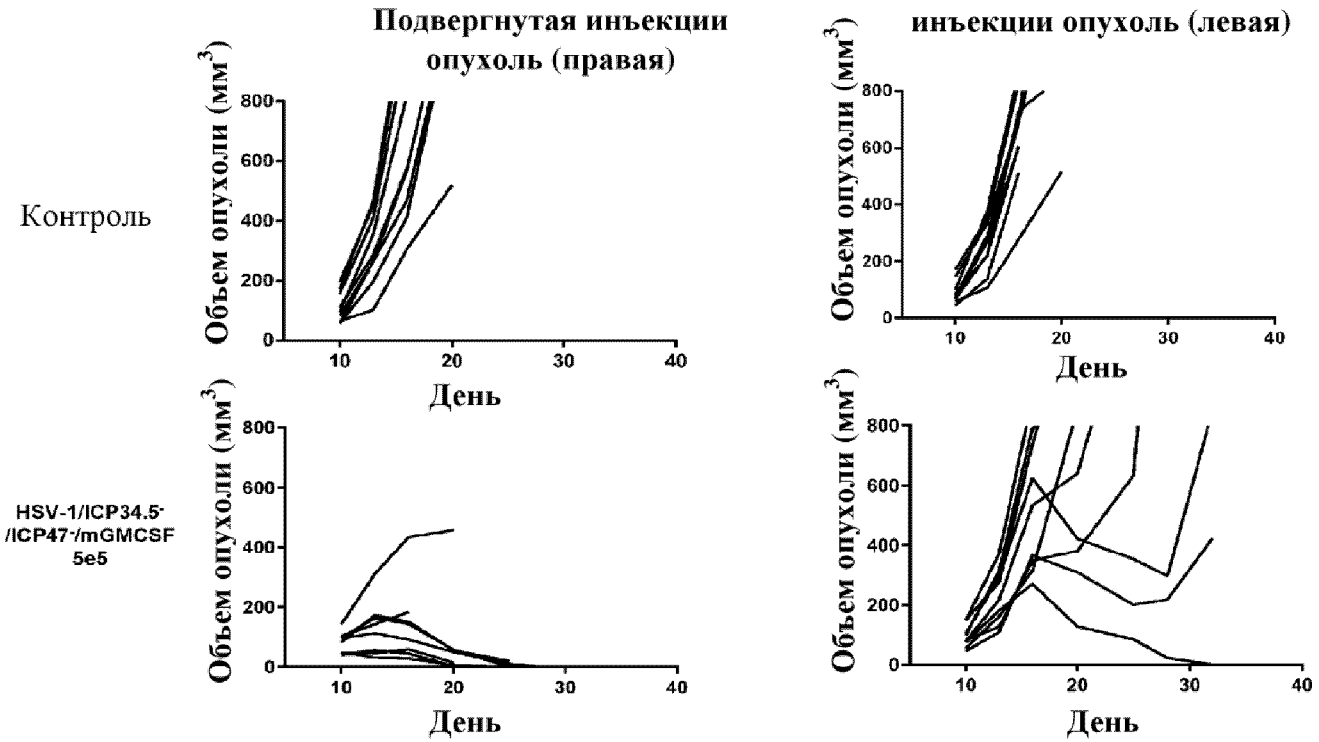 Подвергнутая инъекции
опухоль (правая)
инъекции опухоль (левая)
Контроль
Объем опухоли (мм³)
800
600
400
200
0
10
20
30
40
День
Объем опухоли (мм³)
800
600
400
200
0
10
20
30
40
День
HSV-1/ICP34.5-
/ICP47-/mGMCSF
5e5
Объем опухоли (мм³)
800
600
400
200
0
10
20
30
40
День
Объем опухоли (мм³)
800
600
400
200
0
10
20
30
40
День